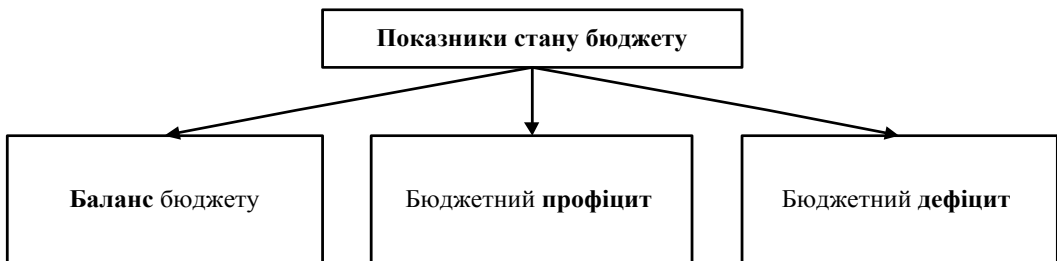 Показники стану бюджету
Баланс бюджету
Бюджетний профіцит
Бюджетний дефіцит